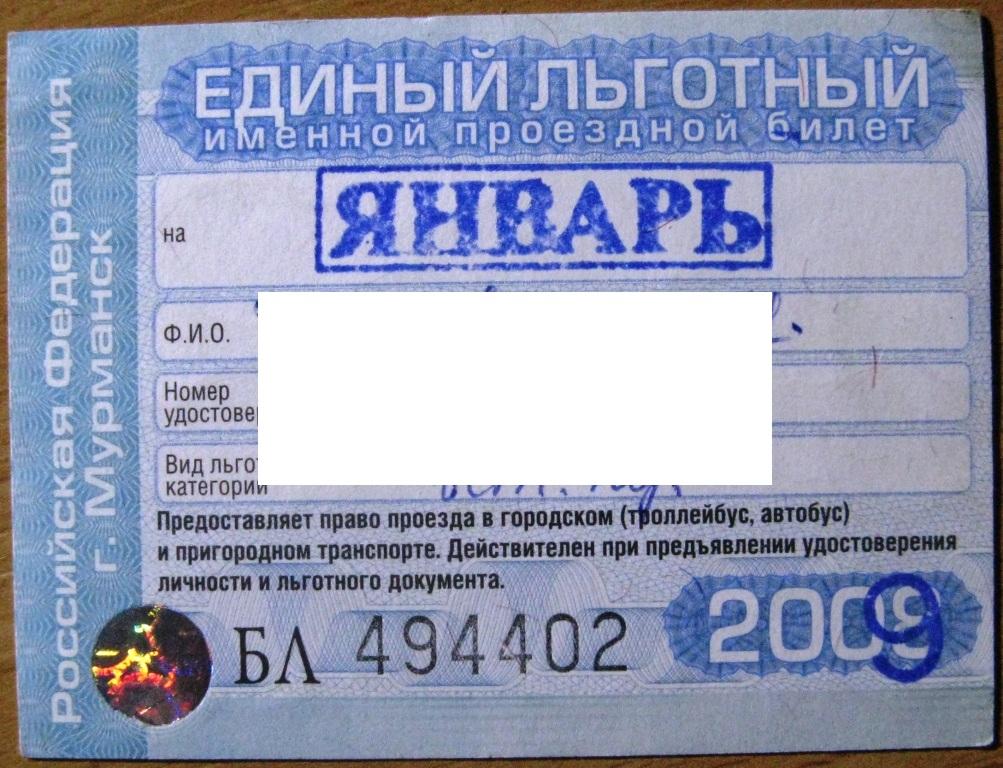 Российская Федерация
г. Мурманск
ЕДИНЫЙ ЛЬГОТНЫЙ
именной проездной билет
на ЯНВАРЬ
Ф.И.О.
Номер
удостовер
Вид льгот
категории
Предоставляет право проезда в городском (троллейбус, автобус)
и пригородном транспорте. Действителен при предъявлении удостоверения
личности и льготного документа.
БЛ 494402
2009